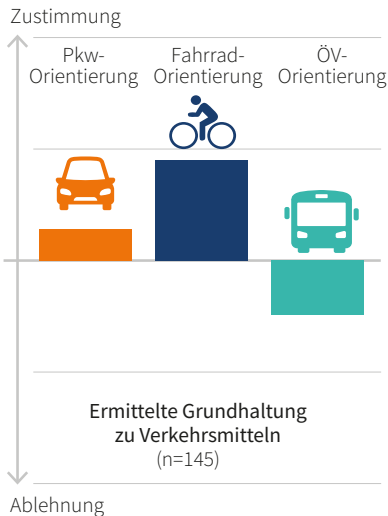 Zustimmung
Pkw-
Orientierung
Fahrrad-
Orientierung
ÖV-
Orientierung
Ermittelte Grundhaltung
zu Verkehrsmitteln
(n=145)
Ablehnung